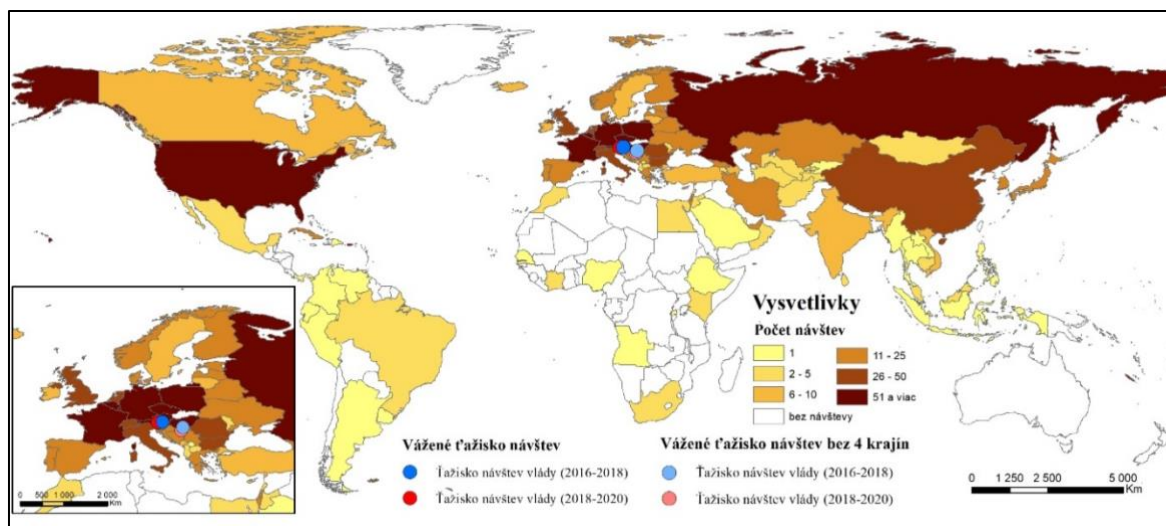 Vysvetlivky
Počet návštev
1
2 - 5
6 - 10
11 - 25
26 - 50
51 a viac
bez návštevy
Vážené ťažisko návštev
Ťažisko návštev vlády (2016-2018)
Ťažisko návštev vlády (2018-2020)
Vážené ťažisko návštev bez 4 krajín
Ťažisko návštev vlády (2016-2018)
Ťažisko návštev vlády (2018-2020)
0 500 1 000 2 000
Km
0 1 250 2 500 5 000
Km